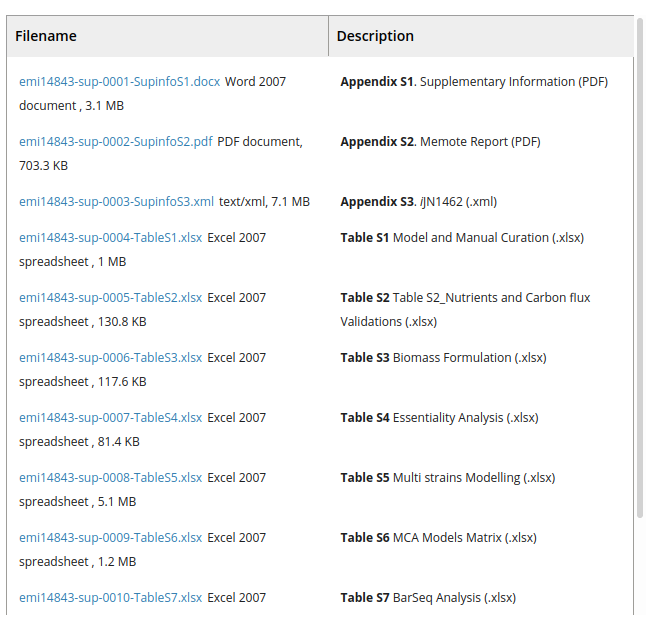 Filename Description
emi14843-sup-0001-SupinfoS1.docx Word 2007 Appendix S1. Supplementary Information (PDF)
document , 3.1 MB
emi14843-sup-0002-SupinfoS2.pdf PDF document, Appendix S2. Memote Report (PDF)
703.3 KB
emi14843-sup-0003-SupinfoS3.xml text/xml, 7.1 MB Appendix S3. iJN1462 (.xml)
emi14843-sup-0004-TableS1.xlsx Excel 2007 Table S1 Model and Manual Curation (.xlsx)
spreadsheet , 1 MB
emi14843-sup-0005-TableS2.xlsx Excel 2007 Table S2 Table S2_Nutrients and Carbon flux
spreadsheet , 130.8 KB Validations (.xlsx)
emi14843-sup-0006-TableS3.xlsx Excel 2007 Table S3 Biomass Formulation (.xlsx)
spreadsheet , 117.6 KB
emi14843-sup-0007-TableS4.xlsx Excel 2007 Table S4 Essentiality Analysis (.xlsx)
spreadsheet , 81.4 KB
emi14843-sup-0008-TableS5.xlsx Excel 2007 Table S5 Multi strains Modelling (.xlsx)
spreadsheet , 5.1 MB
emi14843-sup-0009-TableS6.xlsx Excel 2007 Table S6 MCA Models Matrix (.xlsx)
spreadsheet , 1.2 MB
emi14843-sup-0010-TableS7.xlsx Excel 2007 Table S7 BarSeq Analysis (.xlsx)